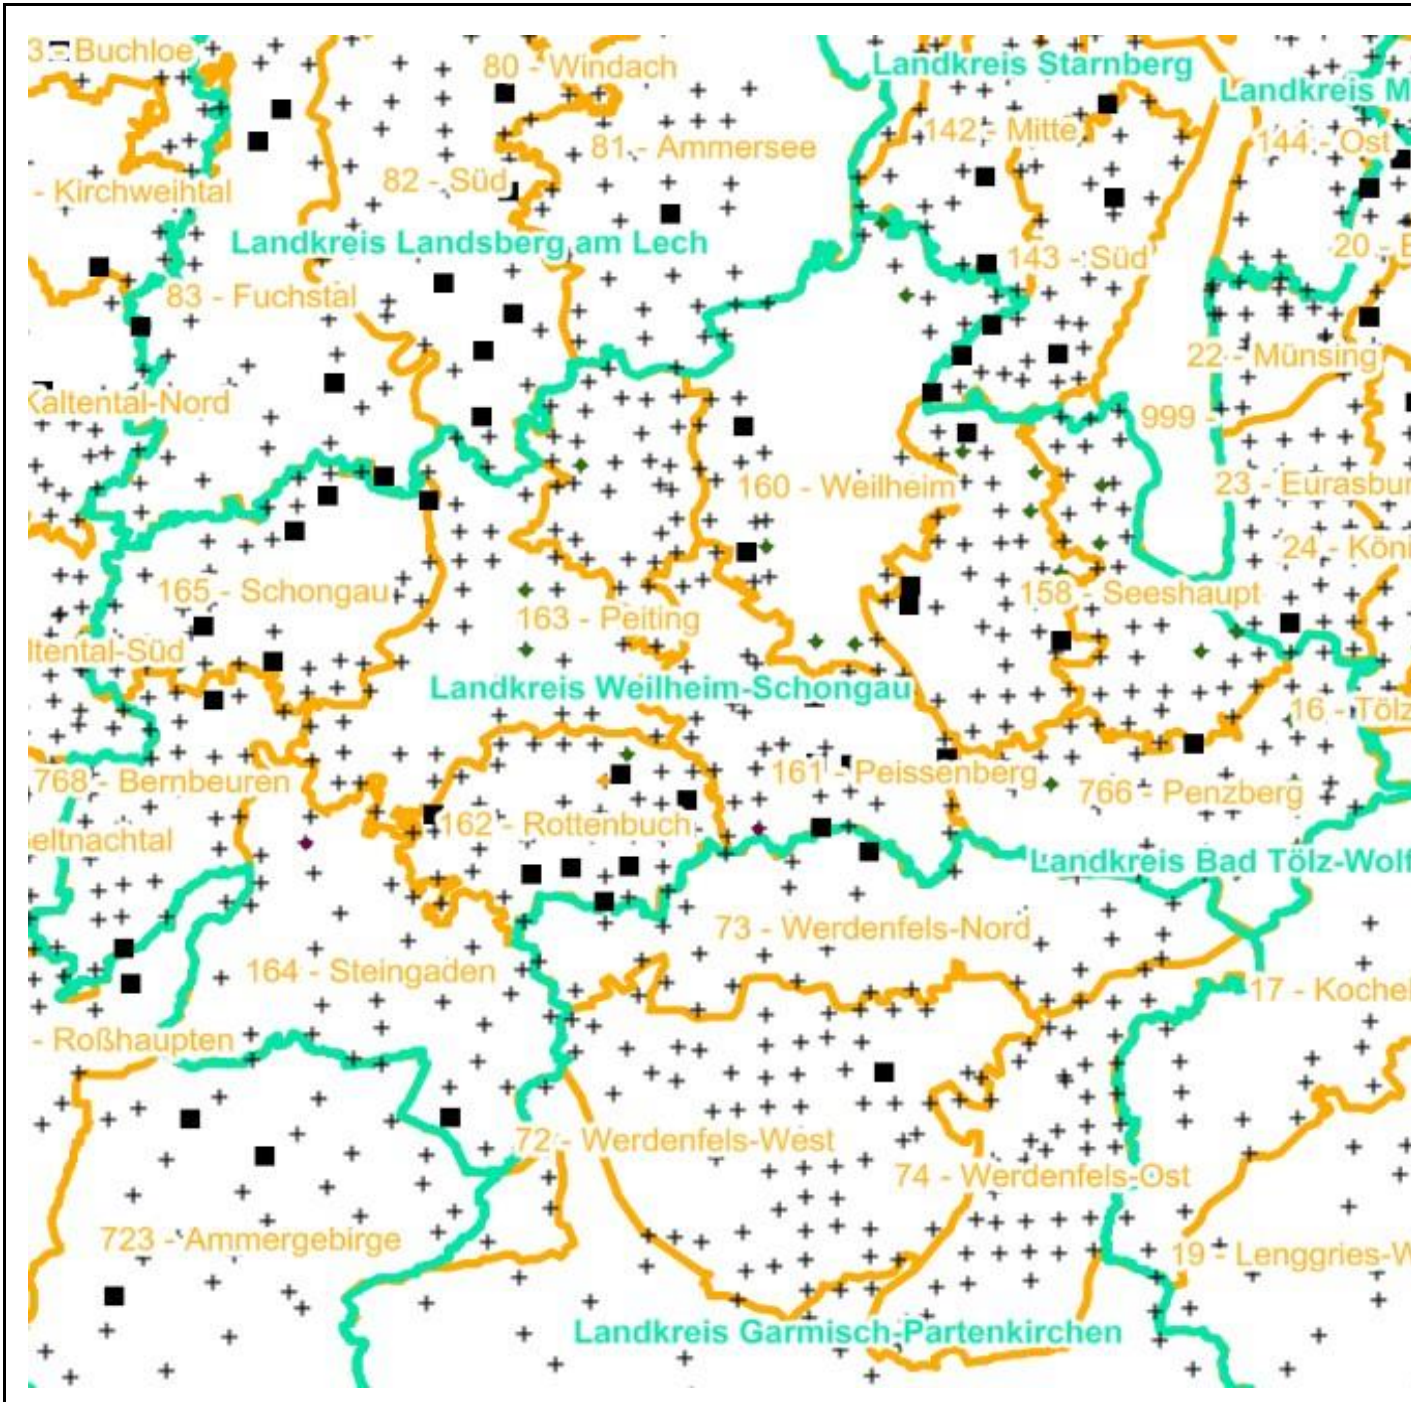 3 - Buchloe
80 - Windach
Landkreis Starnberg
Landkreis M
142 - Mitte
144 - Ost
81 - Ammersee
82 - Süd
- Kirchweihtal
Landkreis Landsberg am Lech
143 - Süd
20 -
83 - Fuchstal
22 - Münsing
Kaltental-Nord
999 -
160 - Weilheim
23 - Eurasbur
24 - Köni
165 - Schongau
158 - Seeshaupt
163 - Peiting
ltental-Süd
Landkreis Weilheim-Schongau
16 - Tölz
768 - Bernbeuren
161 - Peissenberg
766 - Penzberg
162 - Rottenbuch
eltnachtal
Landkreis Bad Tölz-Wolf
73 - Werdenfels-Nord
164 - Steingaden
17 - Kochel
- Roßhaupten
72 - Werdenfels-West
74 - Werdenfels-Ost
723 - Ammergebirge
19 - Lenggries-W
Landkreis Garmisch-Partenkirchen